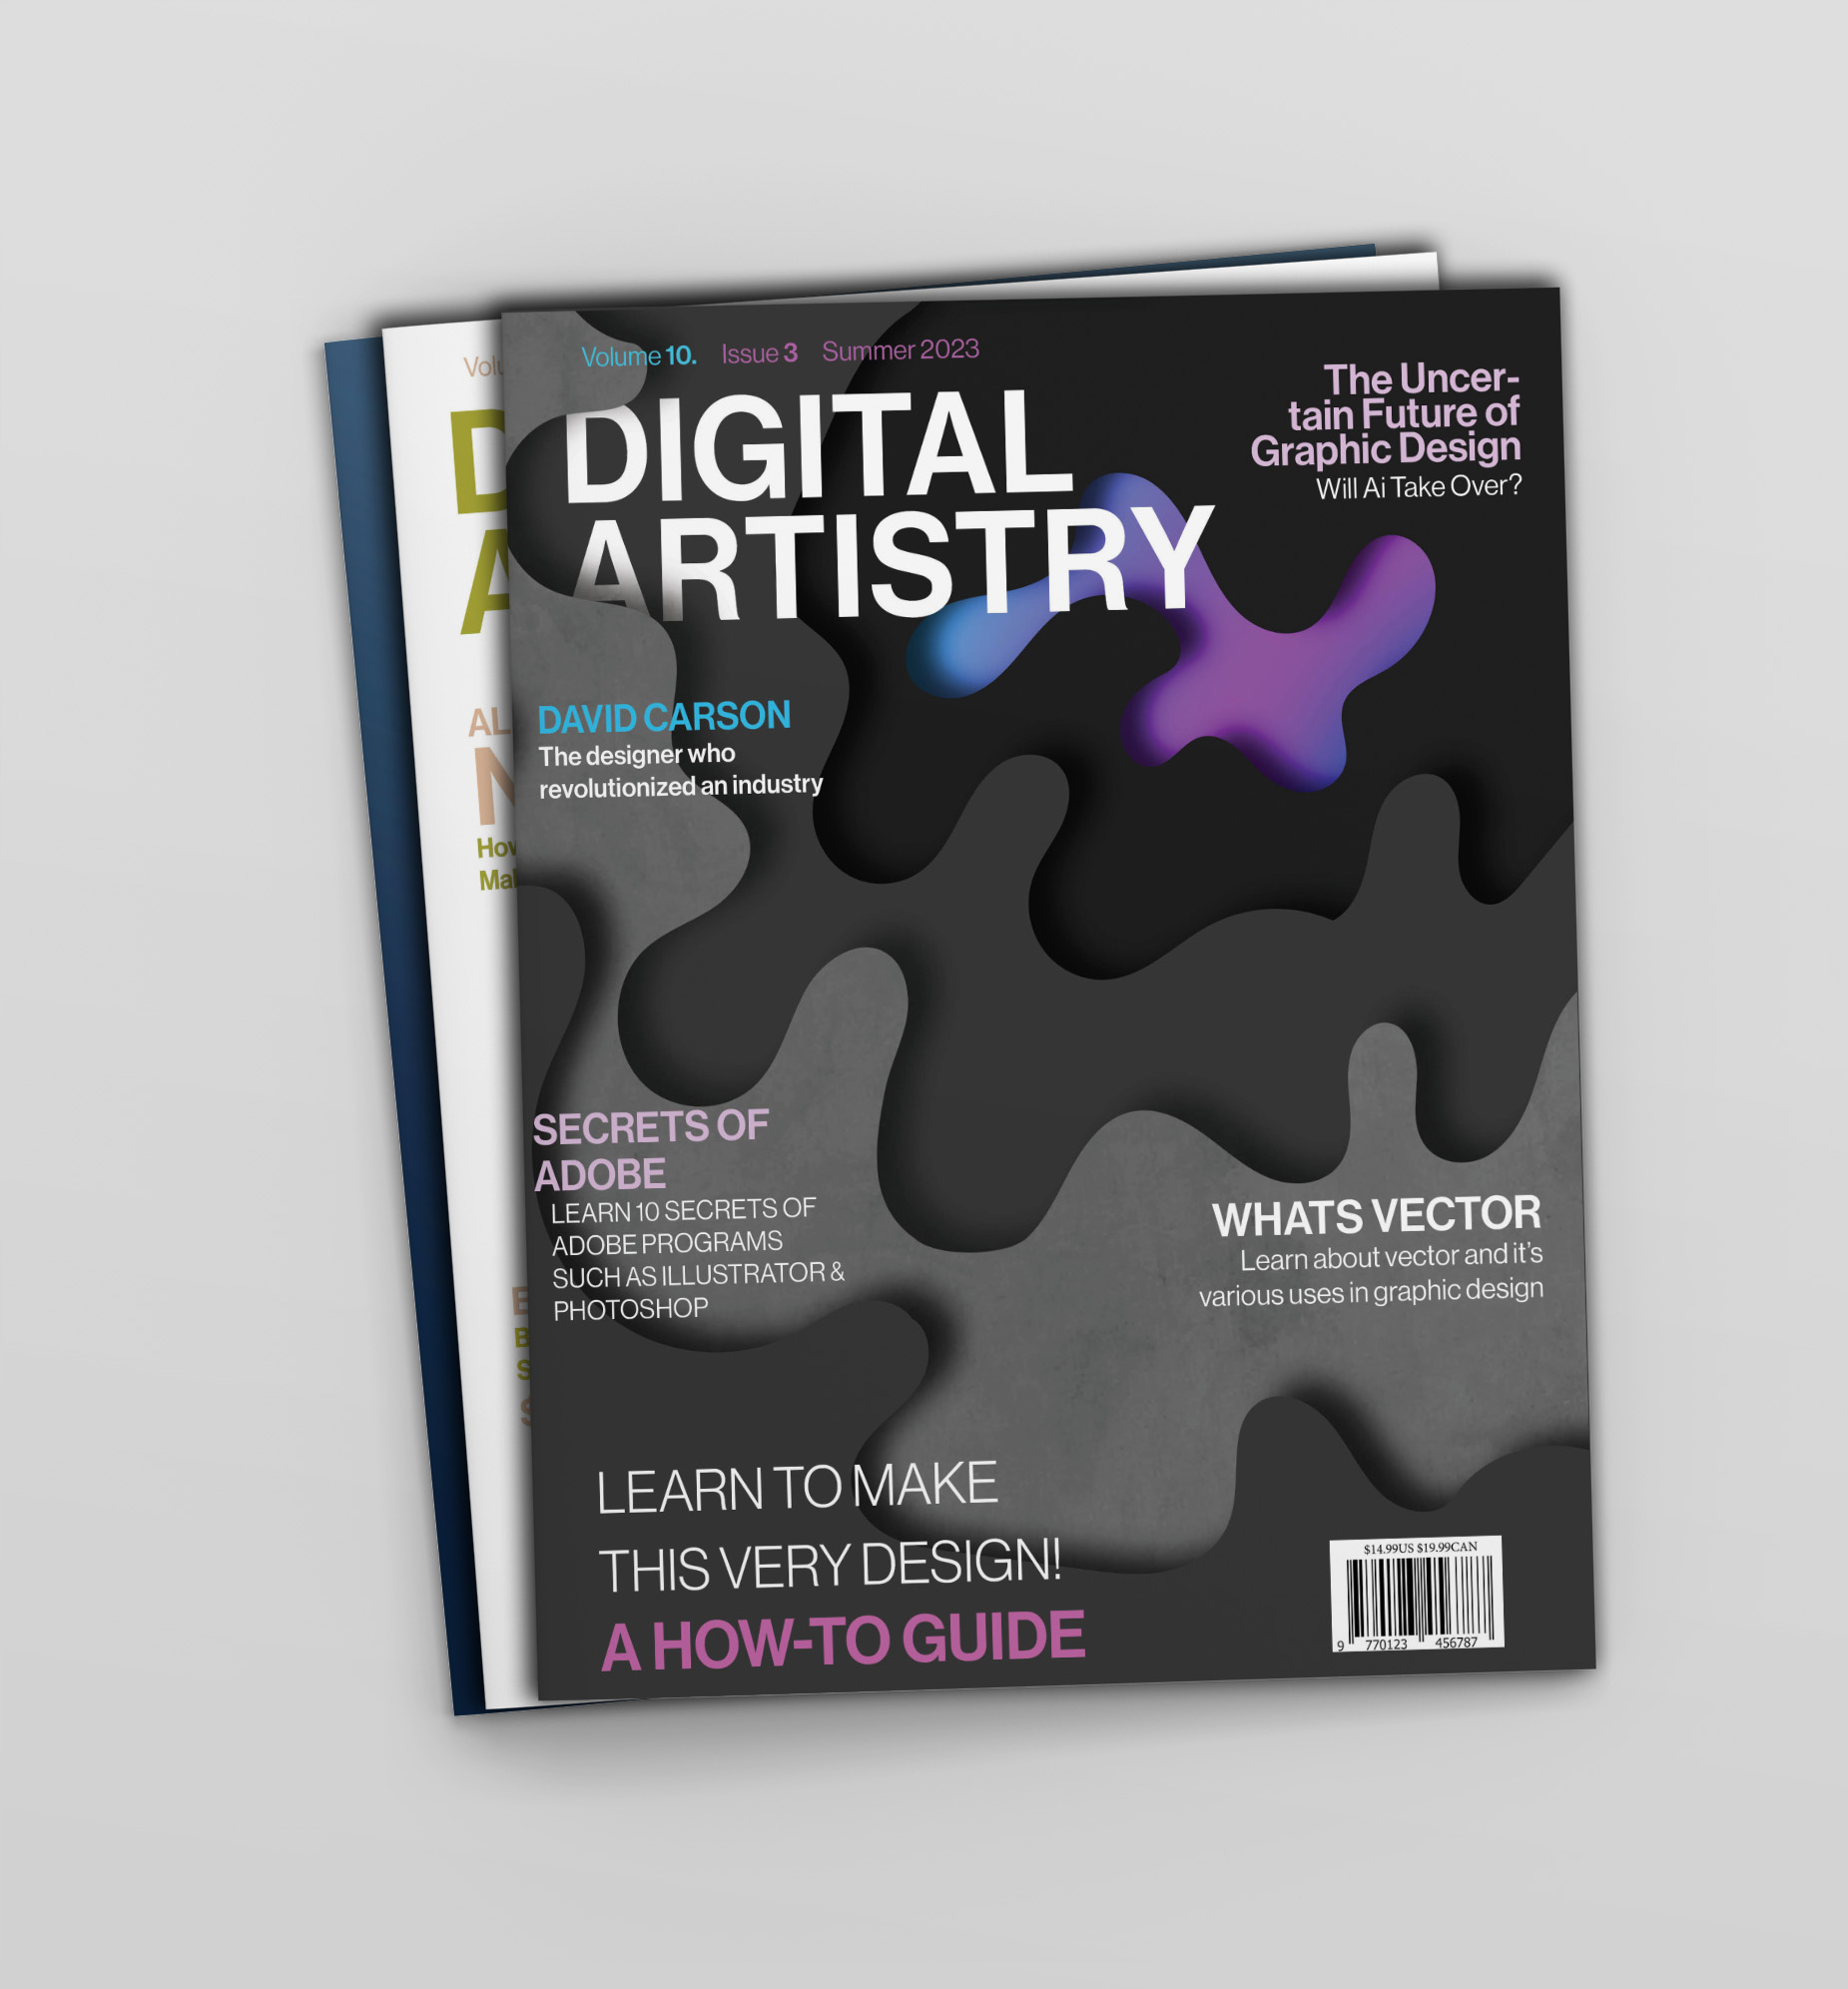 Volume 10. Issue 3 Summer 2023
DIGITAL
ARTISTRY
The Uncer-
tain Future of
Graphic Design
Will Ai Take Over?
DAVID CARSON
The designer who
revolutionized an industry
SECRETS OF
ADOBE
LEARN 10 SECRETS OF
ADOBE PROGRAMS
SUCH AS ILLUSTRATOR &
PHOTOSHOP
WHATS VECTOR
Learn about vector and it's
various uses in graphic design
LEARN TO MAKE
THIS VERY DESIGN!
A HOW-TO GUIDE
$14.99US $19.99CAN
9 770123 456787